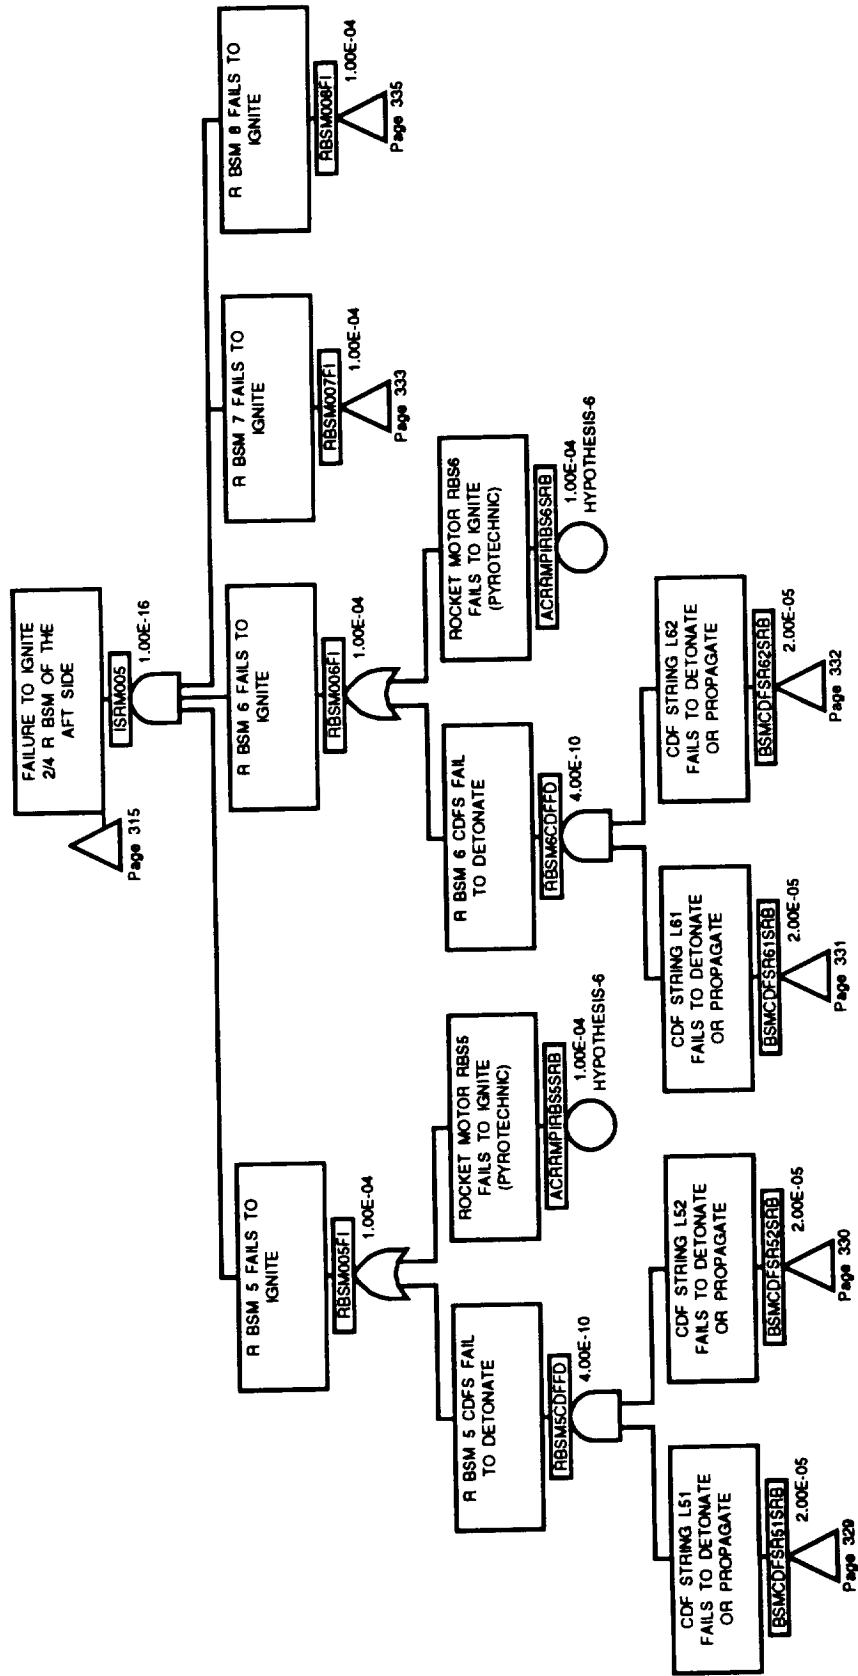 FAILURE TO IGNITE
2/4 R BSM OF THE
AFT SIDE
ISRM005
1.00E-16
Page 315
R BSM 5 FAILS TO
IGNITE
RBSM005FI
1.00E-04
R BSM 6 FAILS TO
IGNITE
RBSM006FI
1.00E-04
R BSM 7 FAILS TO
IGNITE
RBSM007FI
1.00E-04
Page 333
R BSM 8 FAILS TO
IGNITE
RBSM008FI
1.00E-04
Page 335
R BSM 5 CDFS FAIL
TO DETONATE
RBSM5CDFFD
4.00E-10
ROCKET MOTOR RBS5
FAILS TO IGNITE
(PYROTECHNIC)
ACRRMPIRBS5SRB
1.00E-04
HYPOTHESIS-6
R BSM 6 CDFS FAIL
TO DETONATE
RBSM6CDFFD
4.00E-10
ROCKET MOTOR RBS6
FAILS TO IGNITE
(PYROTECHNIC)
ACRRMPIRBS6SRB
1.00E-04
HYPOTHESIS-6
CDF STRING L51
FAILS TO DETONATE
OR PROPAGATE
BSMCDFSR51SRB
2.00E-05
Page 329
CDF STRING L52
FAILS TO DETONATE
OR PROPAGATE
BSMCDFSR52SRB
2.00E-05
Page 330
CDF STRING L61
FAILS TO DETONATE
OR PROPAGATE
BSMCDFSR61SRB
2.00E-05
Page 331
CDF STRING L62
FAILS TO DETONATE
OR PROPAGATE
BSMCDFSR62SRB
2.00E-05
Page 332